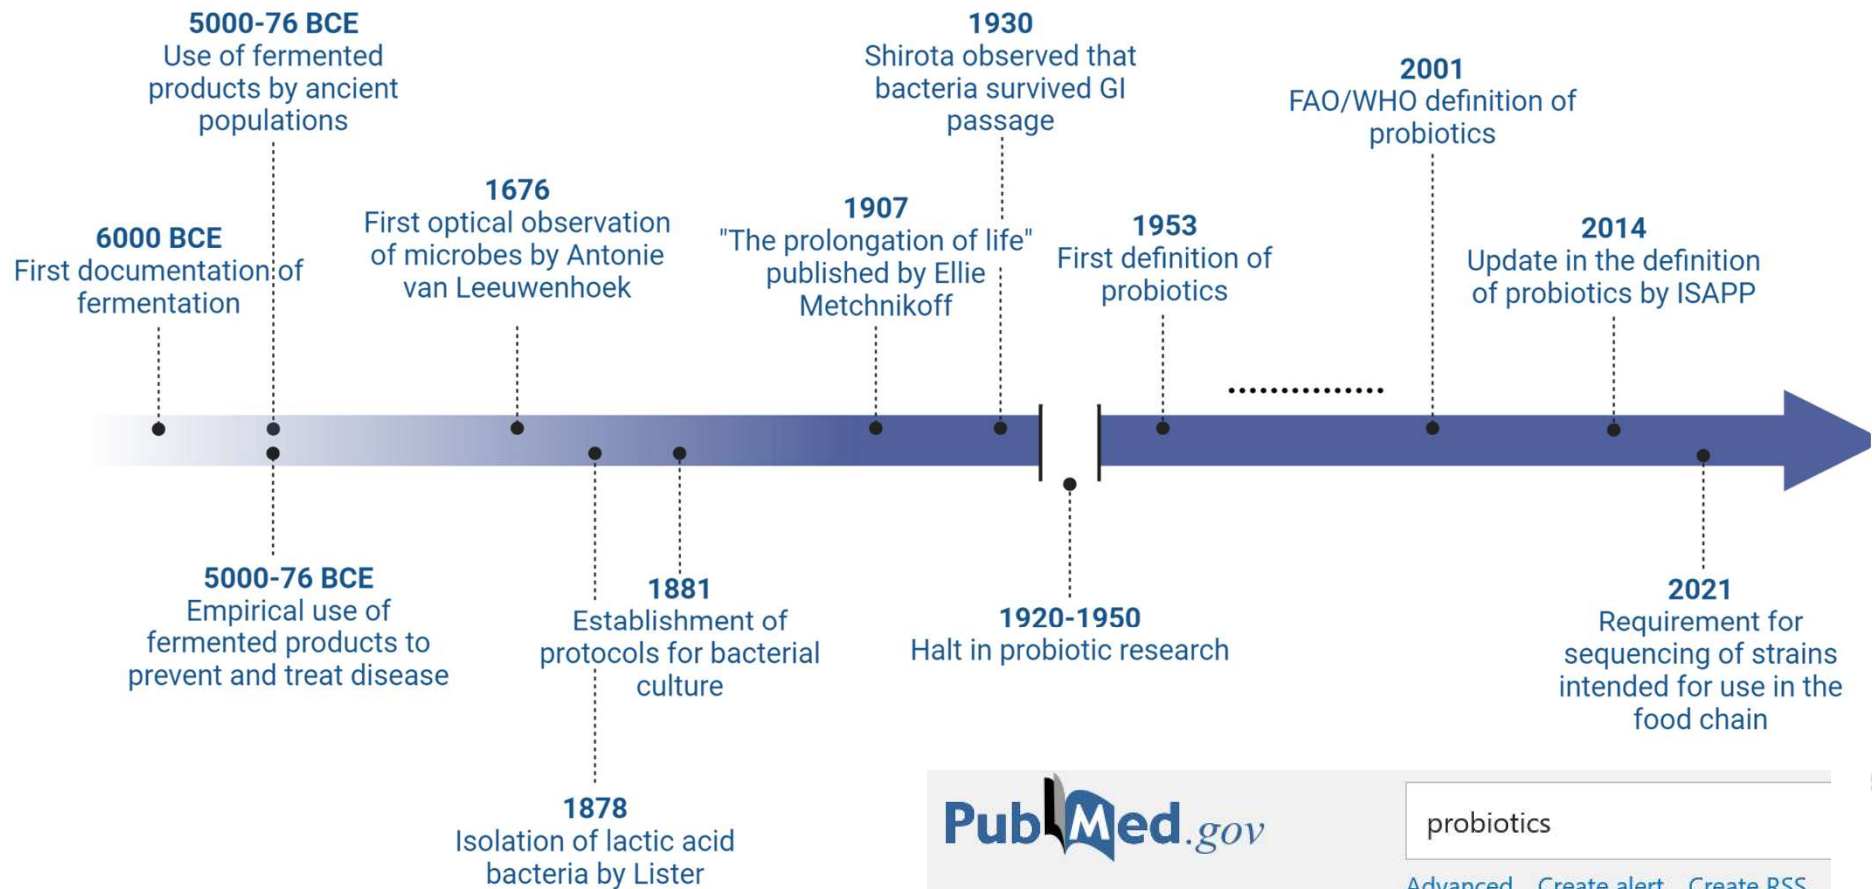 5000-76 BCE
Use of fermented
products by ancient
populations
1930
Shirota observed that
bacteria survived GI
passage
2001
FAO/WHO definition of
probiotics
6000 BCE
First documentation of
fermentation
1676
First optical observation
of microbes by Antonie
van Leeuwenhoek
1907
"The prolongation of life"
published by Ellie
Metchnikoff
1953
First definition of
probiotics
2014
Update in the definition
of probiotics by ISAPP
5000-76 BCE
Empirical use of
fermented products to
prevent and treat disease
1878
Isolation of lactic acid
bacteria by Lister
1881
Establishment of
protocols for bacterial
culture
1920-1950
Halt in probiotic research
2021
Requirement for
sequencing of strains
intended for use in the
food chain
PubMed.gov
probiotics
Advanced Create alert Create RSS